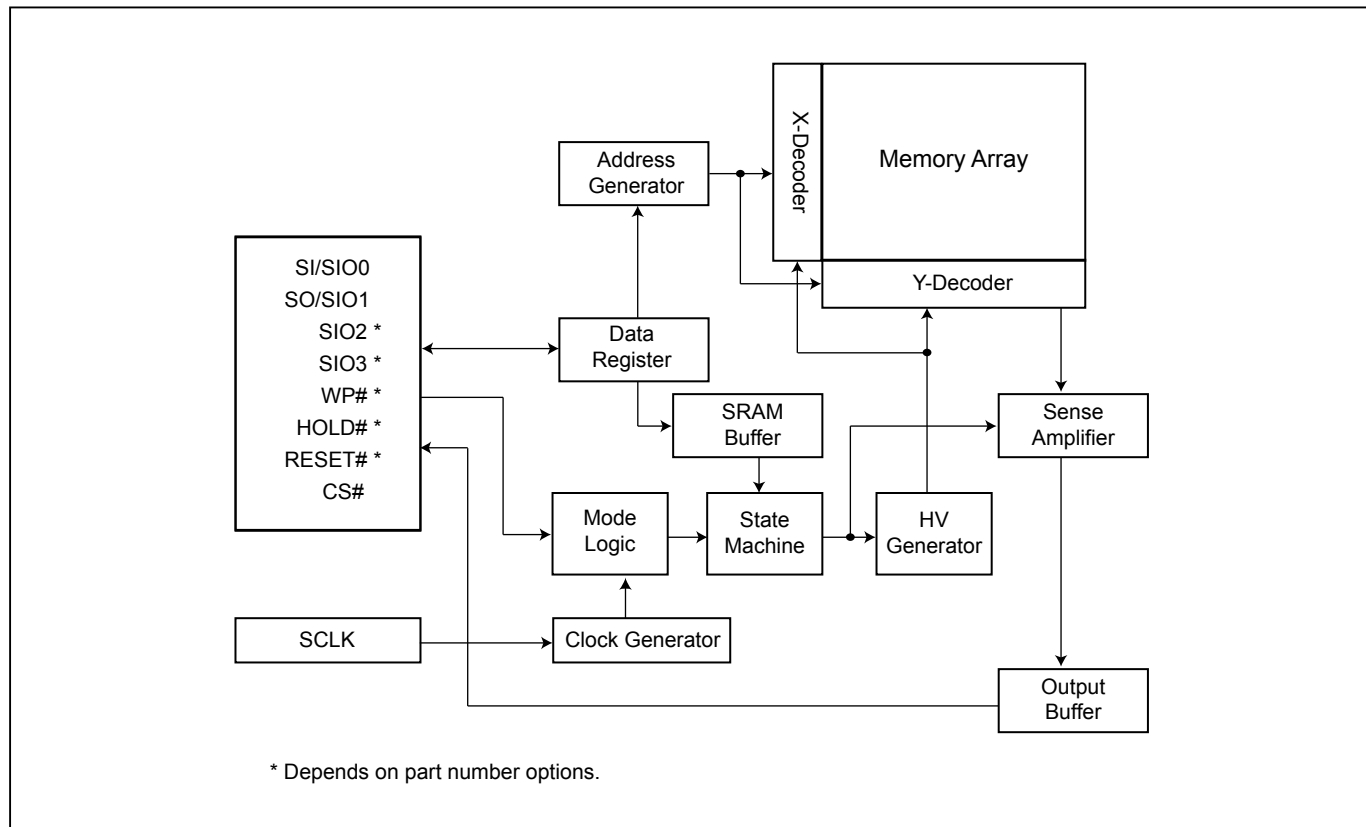 X-Decoder
Memory Array
Address
Generator
SI/SIO0
SO/SIO1
SIO2 *
SIO3 *
WP# *
HOLD# *
RESET# *
CS#
Y-Decoder
Data
Register
SRAM
Buffer
Sense
Amplifier
Mode
Logic
State
Machine
HV
Generator
SCLK
Clock Generator
Output
Buffer
* Depends on part number options.